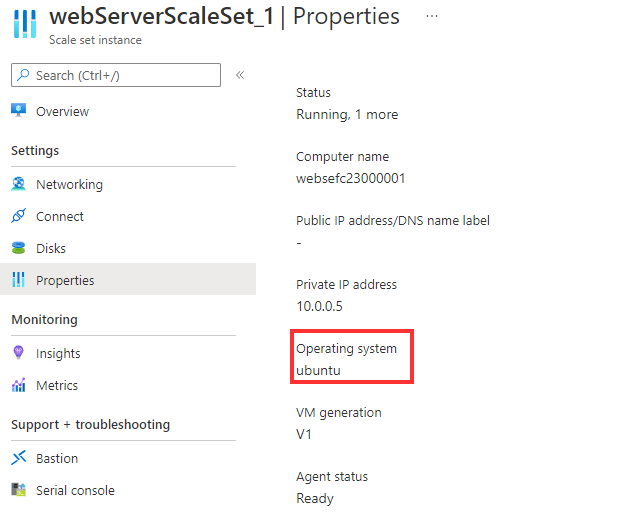 webServerScaleSet_1 | Properties ...
Scale set instance
Search (Ctrl+/) «
Overview
Settings
Networking
Connect
Disks
Properties
Monitoring
Insights
Metrics
Support + troubleshooting
Bastion
Serial console
Status
Running, 1 more
Computer name
websefc23000001
Public IP address/DNS name label
-
Private IP address
10.0.0.5
Operating system
ubuntu
VM generation
V1
Agent status
Ready